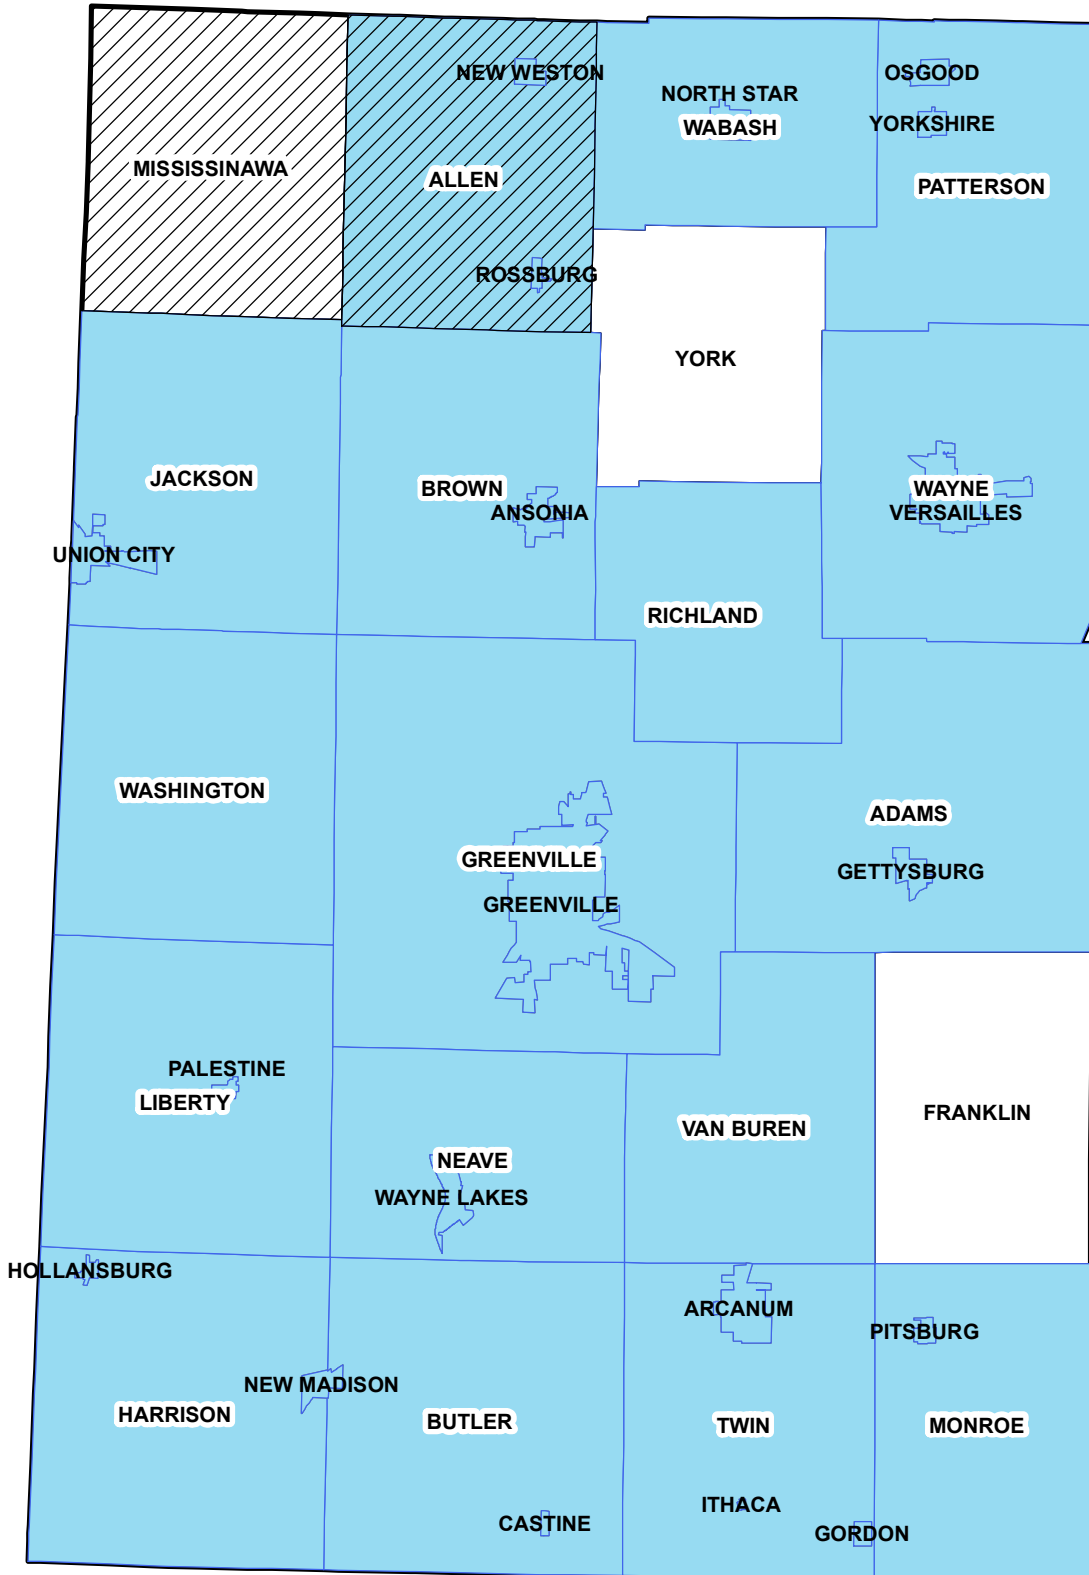 NEW WESTON
OSGOOD
NORTH STAR
WABASH
YORKSHIRE
MISSISSINAWA
ALLEN
PATTERSON
ROSSBURG
YORK
JACKSON
BROWN
WAYNE
ANSONIA
VERSAILLES
UNION CITY
RICHLAND
WASHINGTON
ADAMS
GREENVILLE
GETTYSBURG
GREENVILLE
PALESTINE
LIBERTY
FRANKLIN
VAN BUREN
NEAVE
WAYNE LAKES
HOLLANSBURG
ARCANUM
PITSBURG
NEW MADISON
HARRISON
BUTLER
TWIN
MONROE
ITHACA
CASTINE
GORDON